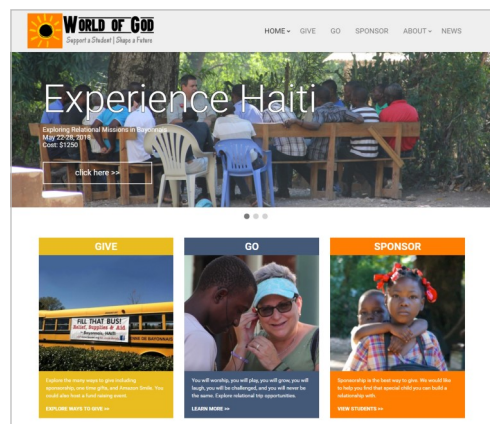 WORLD OF GOD
Support a Student | Shape a Future
HOME
GIVE
GO
SPONSOR
ABOUT
NEWS
Experience Haiti
Exploring Relational Missions in Bayonnais
May 22-28, 2018
Cost: $1250
click here >>
GIVE
FILL THAT BUS!
Relief, Supplies & Aid
Bayonnais, HAITI
Explore the many ways to give including
sponsorship, one time gifts, and Amazon Smile. You
could also host a fund raising event.
EXPLORE WAYS TO GIVE >>
GO
You will worship, you will play, you will grow, you will
laugh, you will be challenged, and you will never be
the same. Explore relational trip opportunities.
LEARN MORE >>
SPONSOR
Sponsorship is the best way to give. We would like
to help you find that special child you can build a
relationship with.
VIEW STUDENTS >>